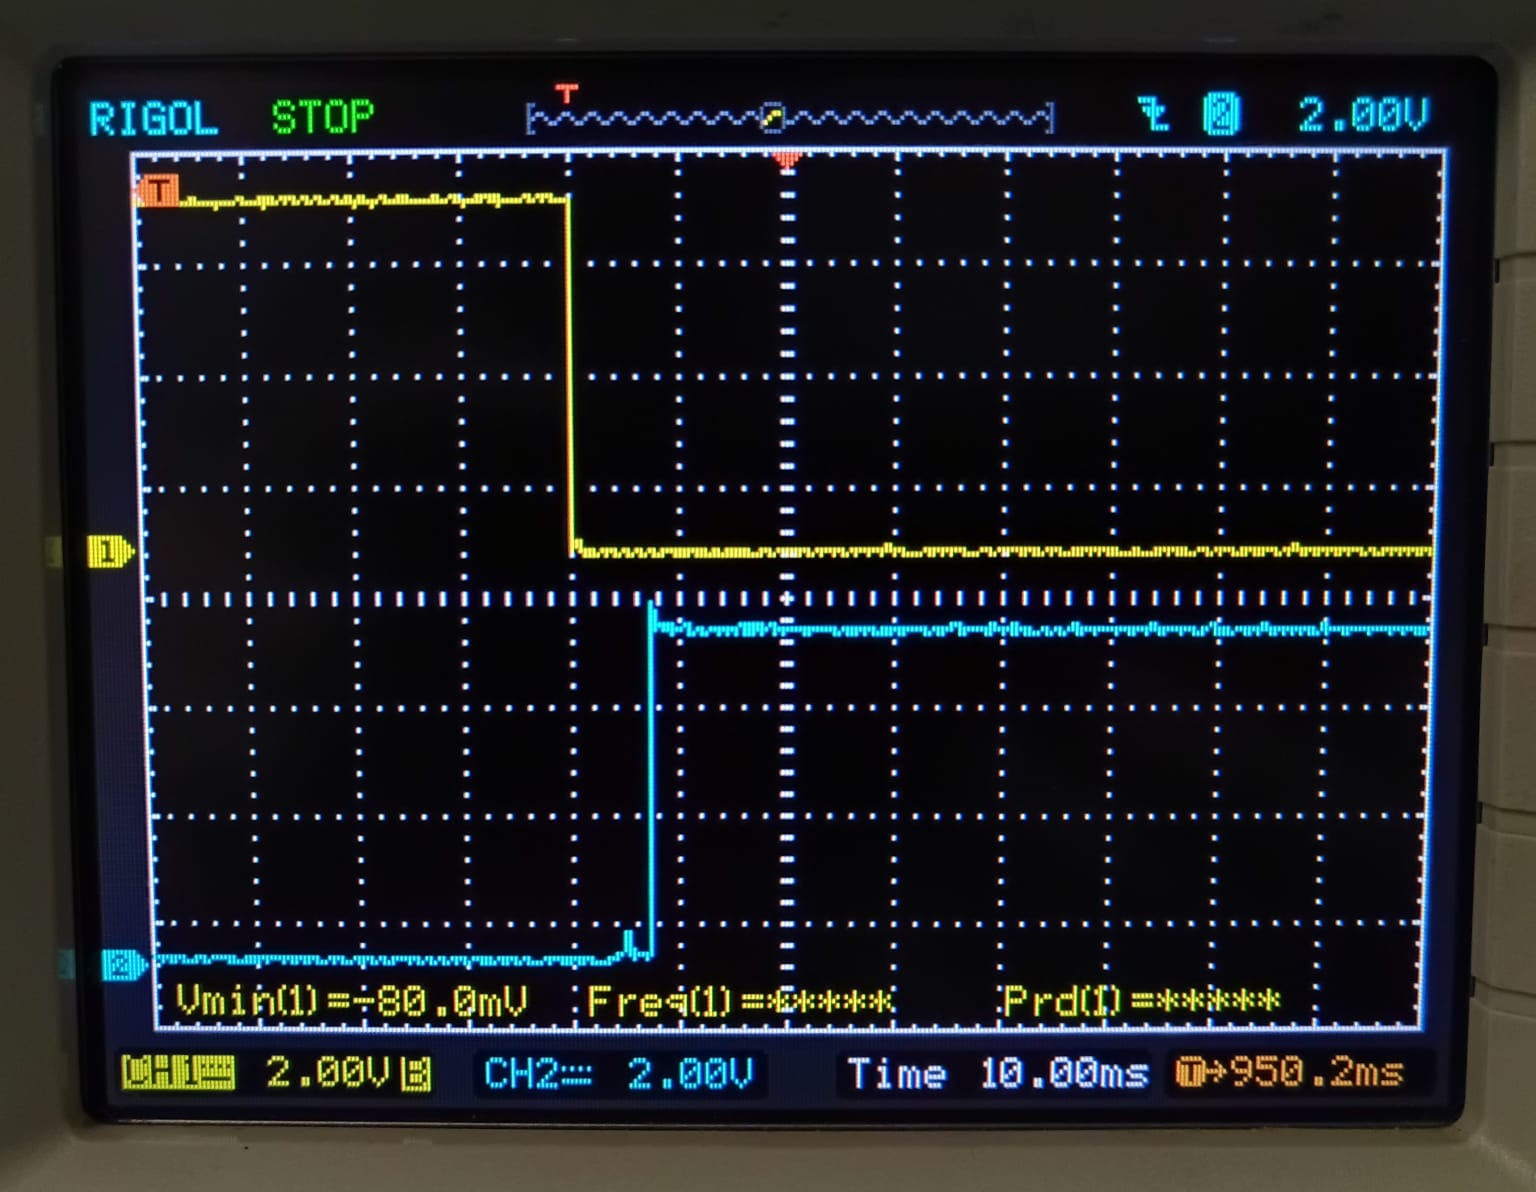 RIGOL STOP T 2 2.00V
T
1
2
Vmin(1)=-80.0mV Freq(1)=***** Prd(1)=*****
CH1 2.00V B CH2 2.00V Time 10.00ms T→950.2ms